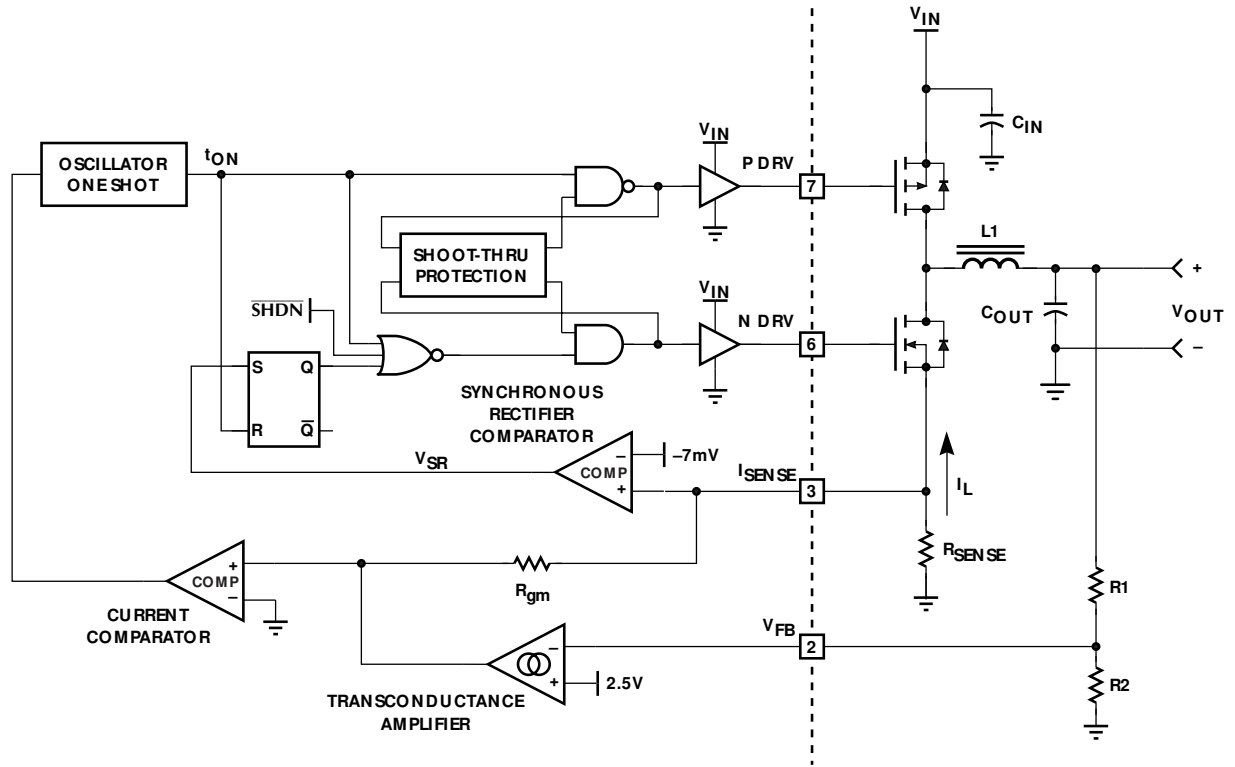 VIN
CIN
OSCILLATOR
ONE SHOT
tON
VIN
P DRV
7
SHOOT-THRU
PROTECTION
L1
+
COUT
VOUT
–
SHDN
VIN
N DRV
6
S
Q
R
Q
SYNCHRONOUS
RECTIFIER
COMPARATOR
VSR
COMP
–
+
–7mV
ISENSE
3
IL
RSENSE
Rgm
COMP
+
–
CURRENT
COMPARATOR
R1
VFB
2
–
+
2.5V
R2
TRANSCONDUCTANCE
AMPLIFIER